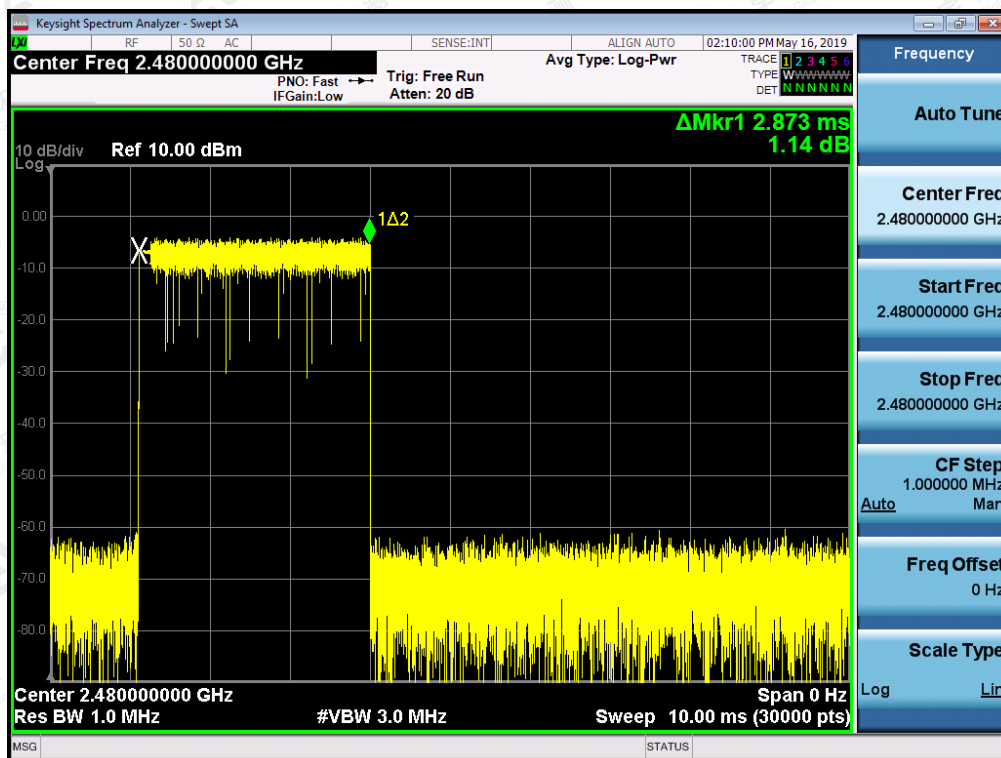 Keysight Spectrum Analyzer - Swept SA
LXI RF 50 Ω AC SENSE:INT ALIGN AUTO 02:10:00 PM May 16, 2019
Center Freq 2.480000000 GHz
PNO: Fast
IFGain:Low
Trig: Free Run
Atten: 20 dB
Avg Type: Log-Pwr
TRACE 1 2 3 4 5 6
TYPE WWWWWWW
DET N N N N N N
ΔMkr1 2.873 ms
1.14 dB
10 dB/div Ref 10.00 dBm
Log
1Δ2
0.00
-10.0
-20.0
-30.0
-40.0
-50.0
-60.0
-70.0
-80.0
Center 2.480000000 GHz Span 0 Hz
Res BW 1.0 MHz #VBW 3.0 MHz Sweep 10.00 ms (30000 pts)
MSG STATUS
Frequency
Auto Tune
Center Freq
2.480000000 GHz
Start Freq
2.480000000 GHz
Stop Freq
2.480000000 GHz
CF Step
1.000000 MHz
Auto Man
Freq Offset
0 Hz
Scale Type
Log Lin